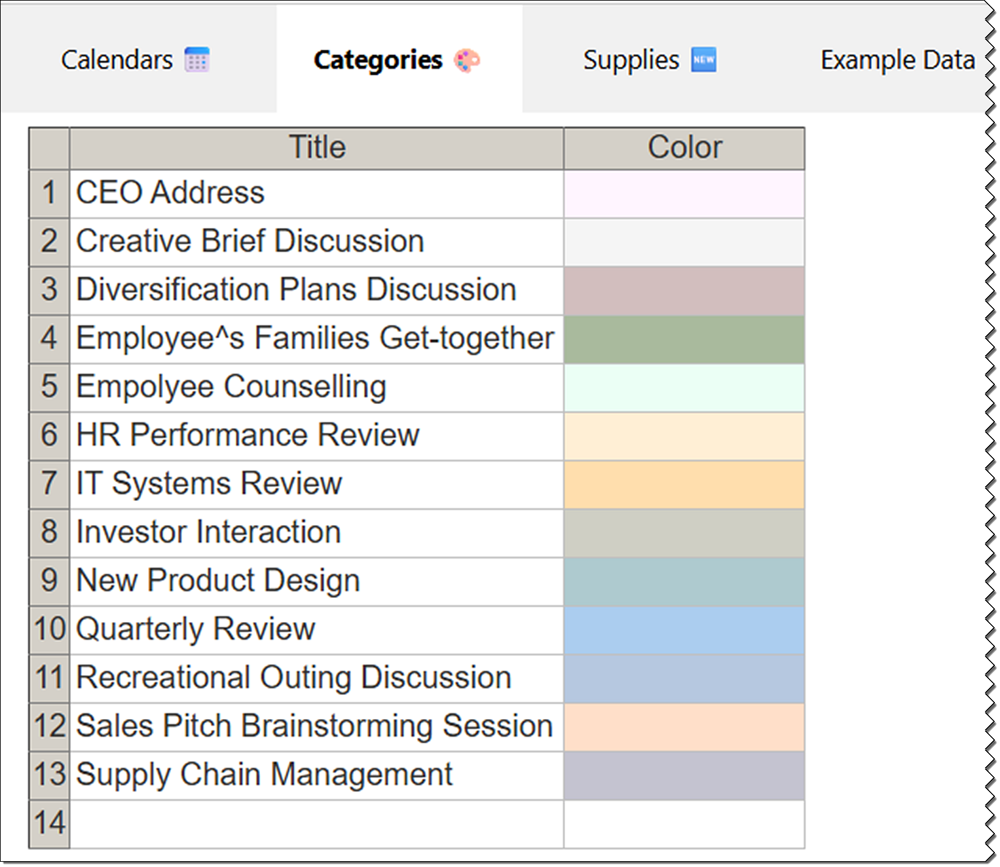 Calendars Categories Supplies NEW Example Data
Title Color
1 CEO Address
2 Creative Brief Discussion
3 Diversification Plans Discussion
4 Employee^s Families Get-together
5 Empolyee Counselling
6 HR Performance Review
7 IT Systems Review
8 Investor Interaction
9 New Product Design
10 Quarterly Review
11 Recreational Outing Discussion
12 Sales Pitch Brainstorming Session
13 Supply Chain Management
14